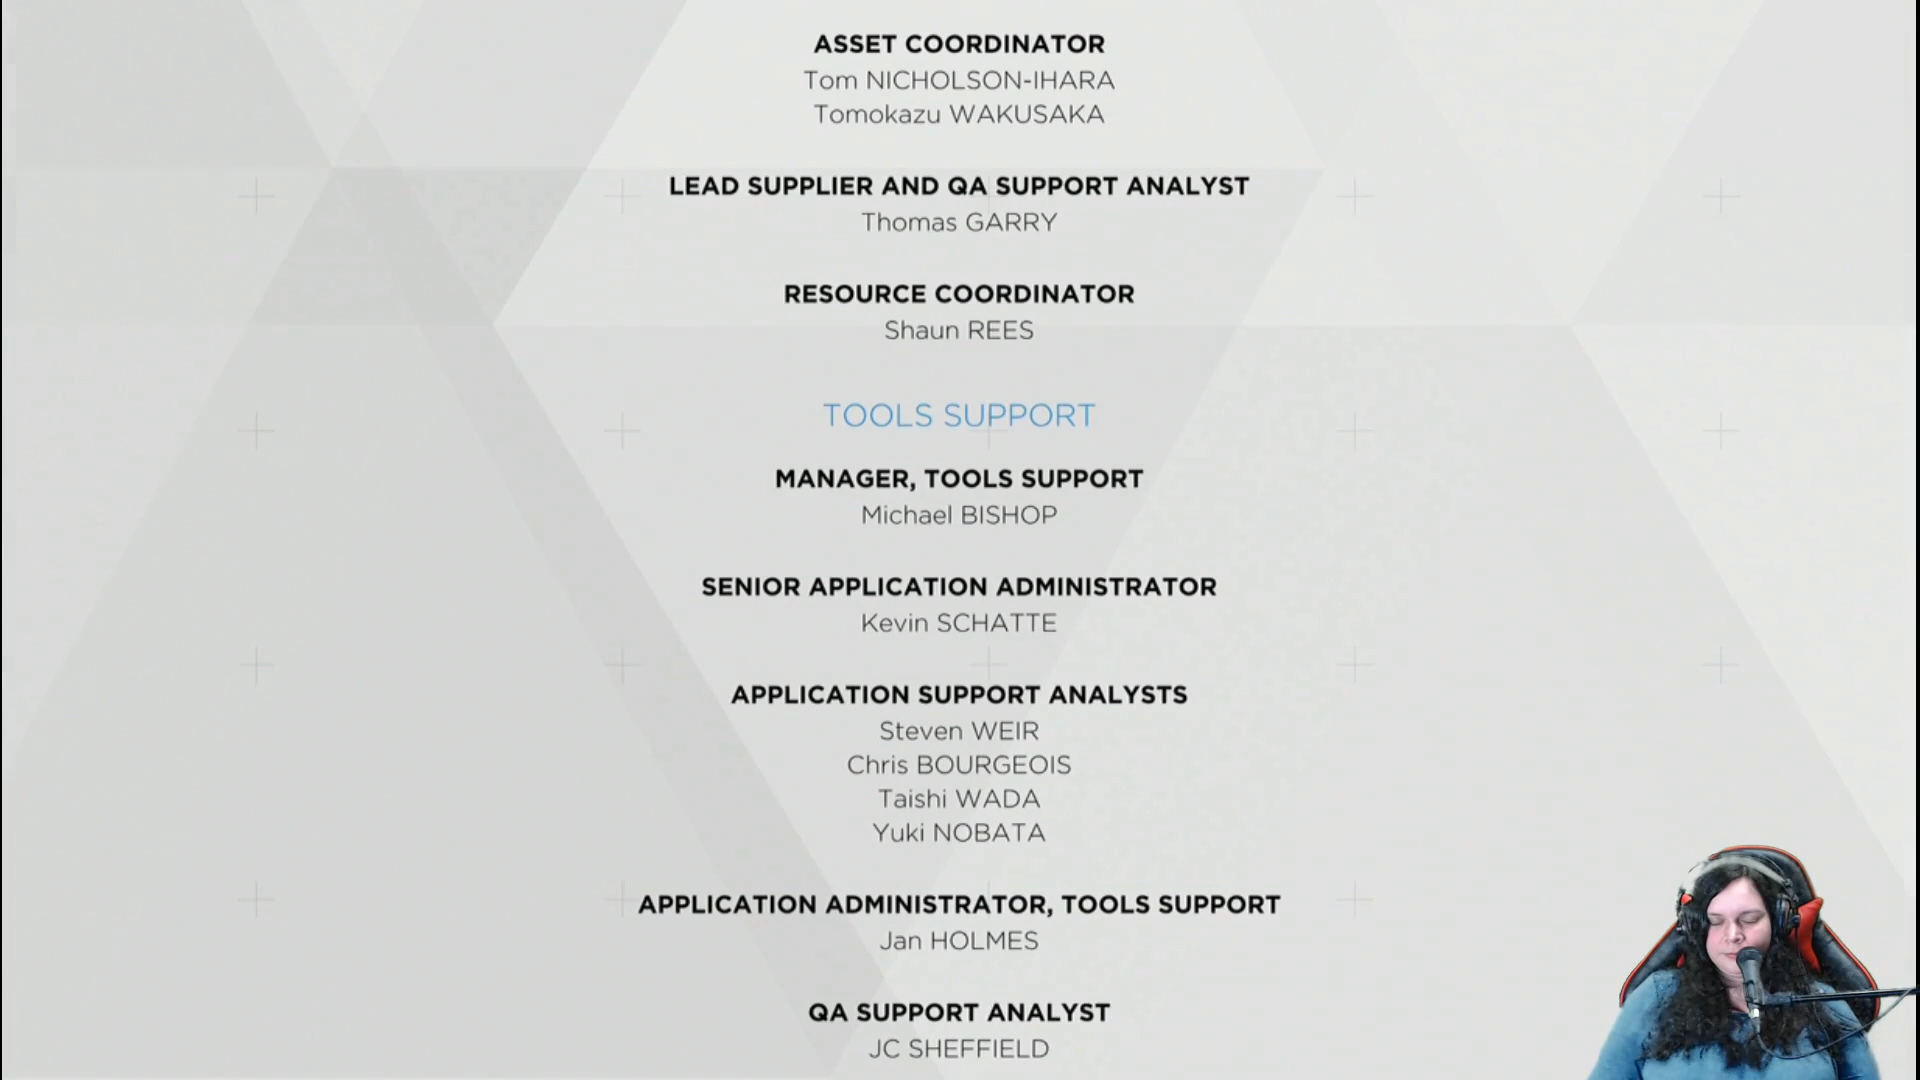 ASSET COORDINATOR
Tom NICHOLSON-IHARA
Tomokazu WAKUSAKA
LEAD SUPPLIER AND QA SUPPORT ANALYST
Thomas GARRY
RESOURCE COORDINATOR
Shaun REES
TOOLS SUPPORT
MANAGER, TOOLS SUPPORT
Michael BISHOP
SENIOR APPLICATION ADMINISTRATOR
Kevin SCHATTE
APPLICATION SUPPORT ANALYSTS
Steven WEIR
Chris BOURGEOIS
Taishi WADA
Yuki NOBATA
APPLICATION ADMINISTRATOR, TOOLS SUPPORT
Jan HOLMES
QA SUPPORT ANALYST
JC SHEFFIELD